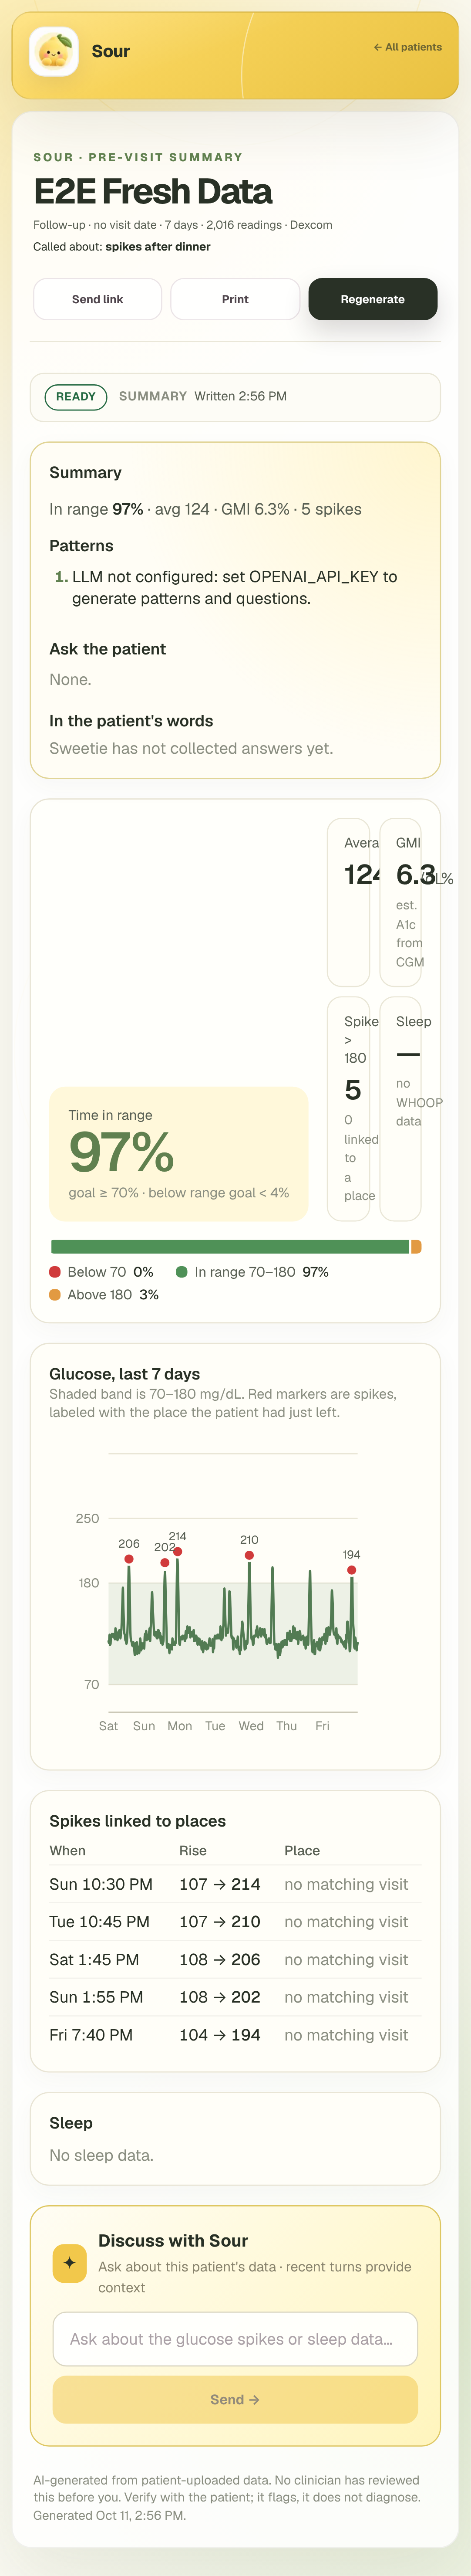 Sour
← All patients
SOUR · PRE-VISIT SUMMARY
E2E Fresh Data
Follow-up · no visit date · 7 days · 2,016 readings · Dexcom
Called about: spikes after dinner
Send link
Print
Regenerate
READY SUMMARY Written 2:56 PM
Summary
In range 97% · avg 124 · GMI 6.3% · 5 spikes
Patterns
1. LLM not configured: set OPENAI_API_KEY to
generate patterns and questions.
Ask the patient
None.
In the patient's words
Sweetie has not collected answers yet.
Time in range
97%
goal ≥ 70% · below range goal < 4%
Avera
124
GMI
6.3
%
est.
A1c
from
CGM
Spike
>
180
5
0
linked
to
a
place
Sleep
—
no
WHOOP
data
Below 70 0% In range 70–180 97%
Above 180 3%
Glucose, last 7 days
Shaded band is 70–180 mg/dL. Red markers are spikes,
labeled with the place the patient had just left.
250
180
70
206
202
214
210
194
Sat Sun Mon Tue Wed Thu Fri
Spikes linked to places
When Rise Place
Sun 10:30 PM 107 → 214 no matching visit
Tue 10:45 PM 107 → 210 no matching visit
Sat 1:45 PM 108 → 206 no matching visit
Sun 1:55 PM 108 → 202 no matching visit
Fri 7:40 PM 104 → 194 no matching visit
Sleep
No sleep data.
Discuss with Sour
Ask about this patient's data · recent turns provide
context
Ask about the glucose spikes or sleep data...
Send →
AI-generated from patient-uploaded data. No clinician has reviewed
this before you. Verify with the patient; it flags, it does not diagnose.
Generated Oct 11, 2:56 PM.